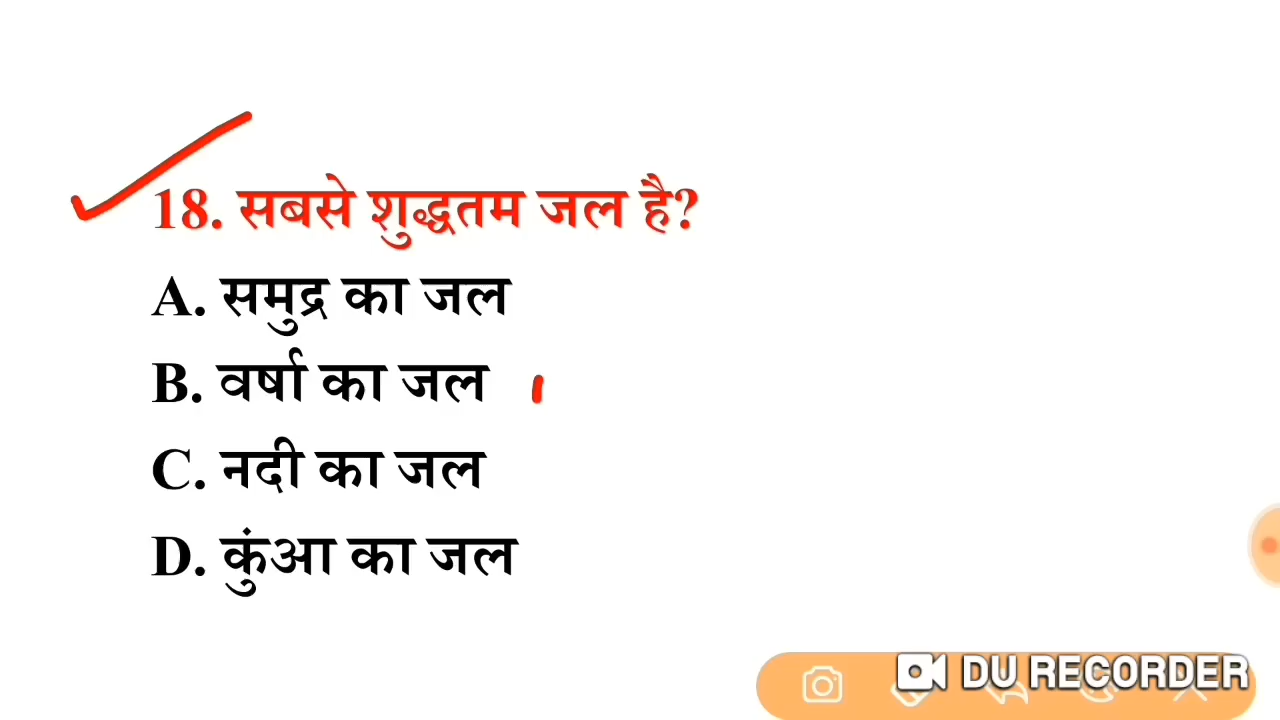 18. सबसे शुद्धतम जल है?
A. समुद्र का जल
B. वर्षा का जल
C. नदी का जल
D. कुंआ का जल
DU RECORDER